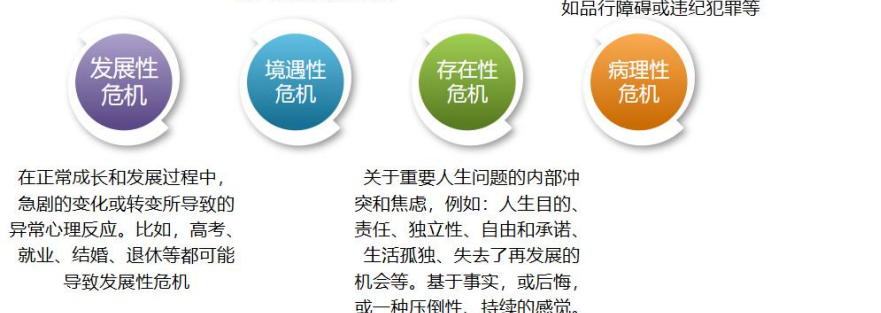 如品行障碍或违纪犯罪等
发展性
危机
境遇性
危机
存在性
危机
病理性
危机
在正常成长和发展过程中，
急剧的变化或转变所导致的
异常心理反应。比如，高考、
就业、结婚、退休等都可能
导致发展性危机
关于重要人生问题的内部冲
突和焦虑，例如：人生目的、
责任、独立性、自由和承诺、
生活孤独、失去了再发展的
机会等。基于事实，或后悔，
或一种压倒性、持续的感觉。